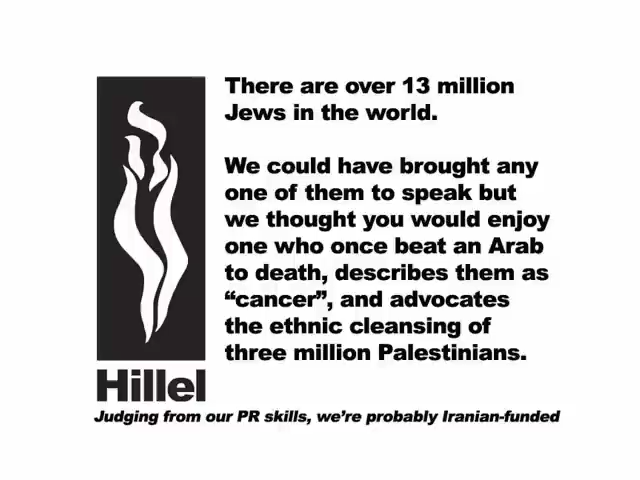 There are over 13 million
Jews in the world.
We could have brought any
one of them to speak but
we thought you would enjoy
one who once beat an Arab
to death, describes them as
“cancer”, and advocates
the ethnic cleansing of
three million Palestinians.
Hillel
Judging from our PR skills, we’re probably Iranian-funded